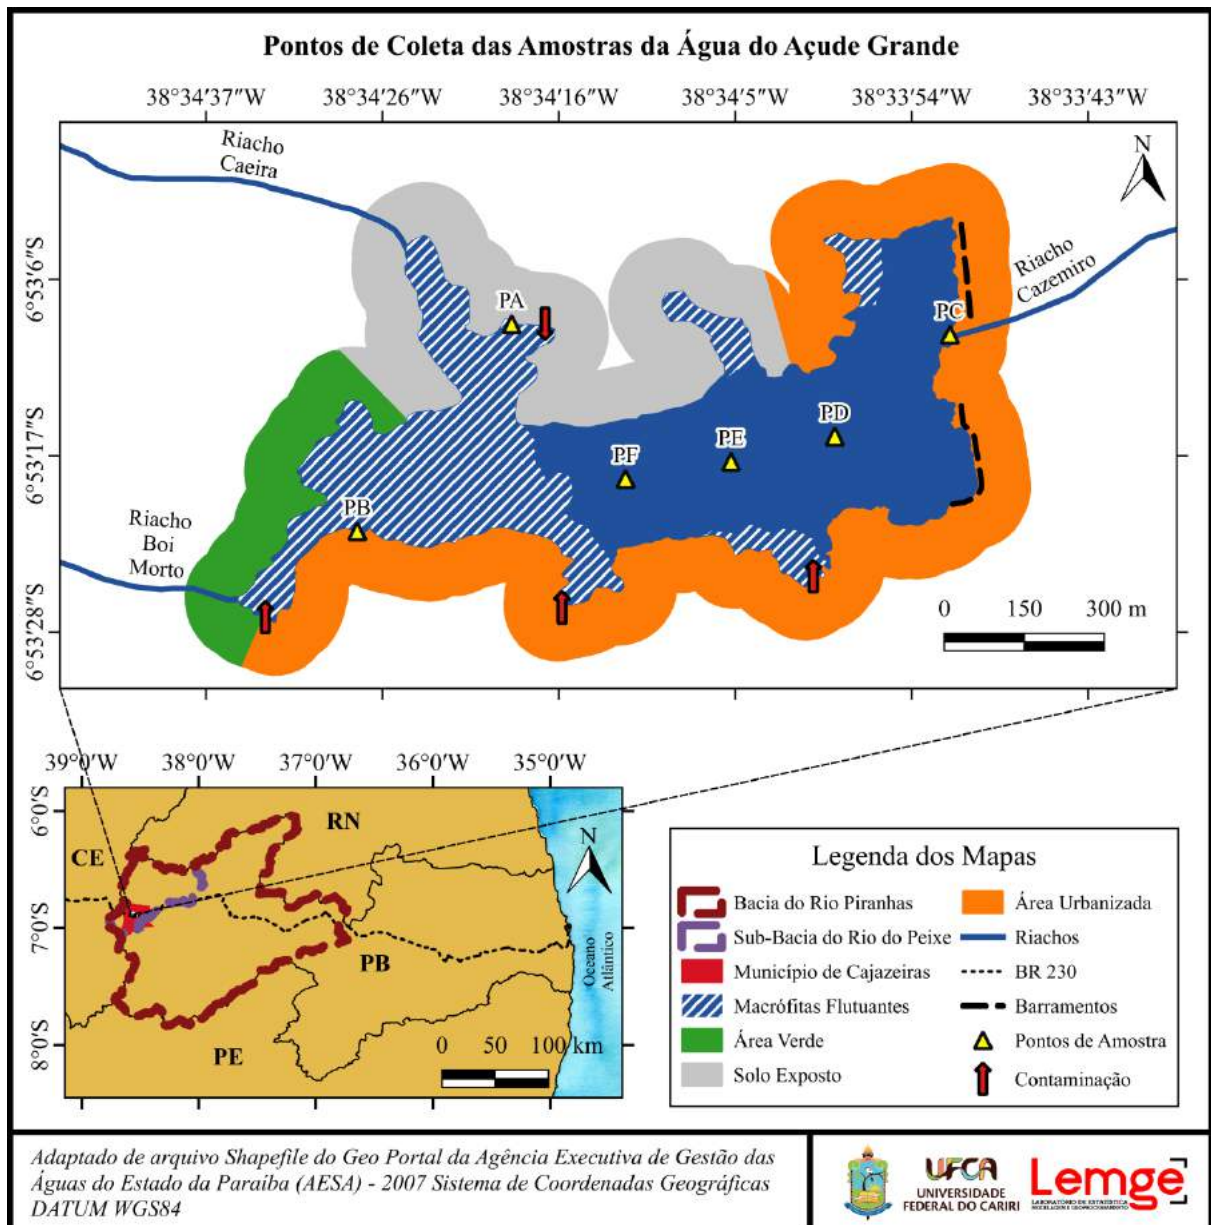 Pontos de Coleta das Amostras da Água do Açude Grande
38°34'37"W 38°34'26"W 38°34'16"W 38°34'5"W 38°33'54"W 38°33'43"W
Riacho
Caeira
N
6°53'6"S
Riacho
Cazemiro
PA
PC
6°53'17"S
PD
PE
PF
PB
Riacho
Boi
Morto
6°53'28"S
0 150 300 m
39°0'W 38°0'W 37°0'W 36°0'W 35°0'W
6°0'S
7°0'S
8°0'S
RN
CE
N
PB
PE
Oceano
Atlântico
0 50 100 km
Legenda dos Mapas
Bacia do Rio Piranhas
Sub-Bacia do Rio do Peixe
Município de Cajazeiras
Macrófitas Flutuantes
Área Verde
Solo Exposto
Área Urbanizada
Riachos
BR 230
Barramentos
Pontos de Amostra
Contaminação
Adaptado de arquivo Shapefile do Geo Portal da Agência Executiva de Gestão das
Águas do Estado da Paraíba (AESA) - 2007 Sistema de Coordenadas Geográficas
DATUM WGS84
UFCA
UNIVERSIDADE
FEDERAL DO CARIRI
Lemge
LABORATÓRIO DE ESTATÍSTICA
MODELAGEM E GEOPROCESSAMENTO